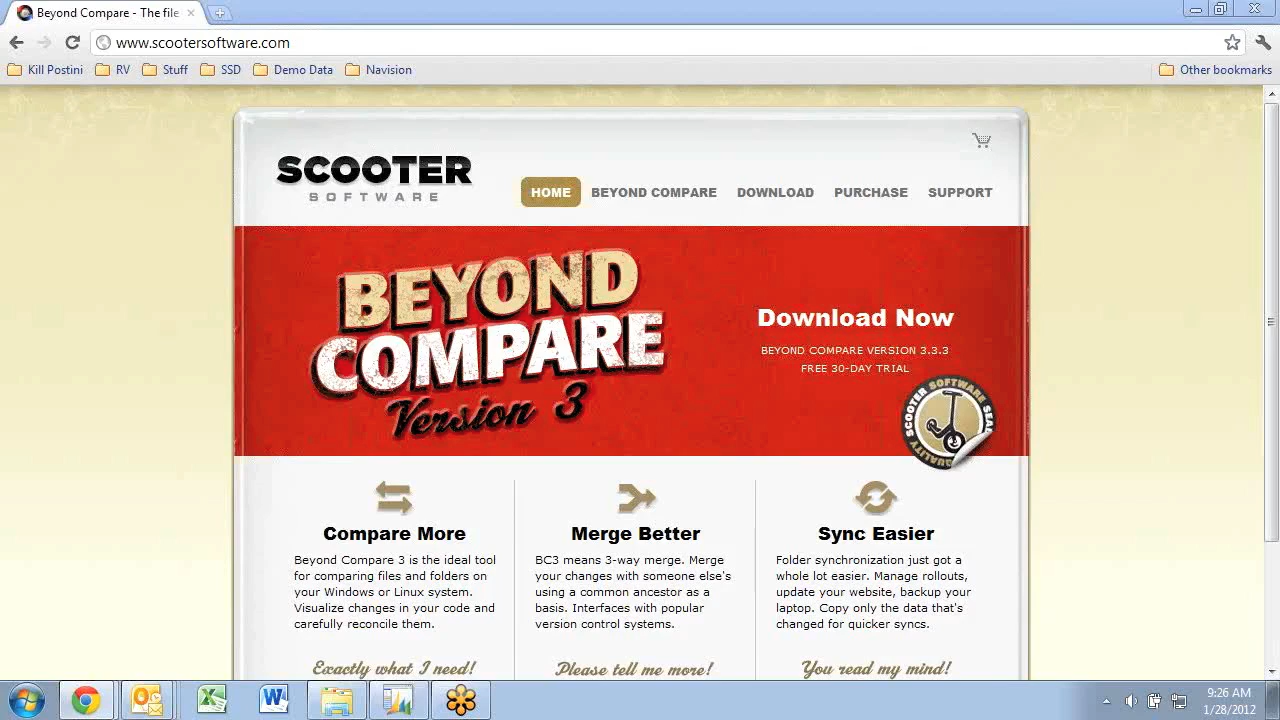 Beyond Compare - The file
www.scootersoftware.com
Kill Postini RV Stuff SSD Demo Data Navision Other bookmarks
SCOOTER
SOFTWARE
HOME BEYOND COMPARE DOWNLOAD PURCHASE SUPPORT
BEYOND
COMPARE
Version 3
Download Now
BEYOND COMPARE VERSION 3.3.3
FREE 30-DAY TRIAL
SCOOTER SOFTWARE SEAL
QUALITY
Compare More
Beyond Compare 3 is the ideal tool
for comparing files and folders on
your Windows or Linux system.
Visualize changes in your code and
carefully reconcile them.
Exactly what I need!
Merge Better
BC3 means 3-way merge. Merge
your changes with someone else's
using a common ancestor as a
basis. Interfaces with popular
version control systems.
Please tell me more!
Sync Easier
Folder synchronization just got a
whole lot easier. Manage rollouts,
update your website, backup your
laptop. Copy only the data that's
changed for quicker syncs.
You read my mind!
9:26 AM
1/28/2012